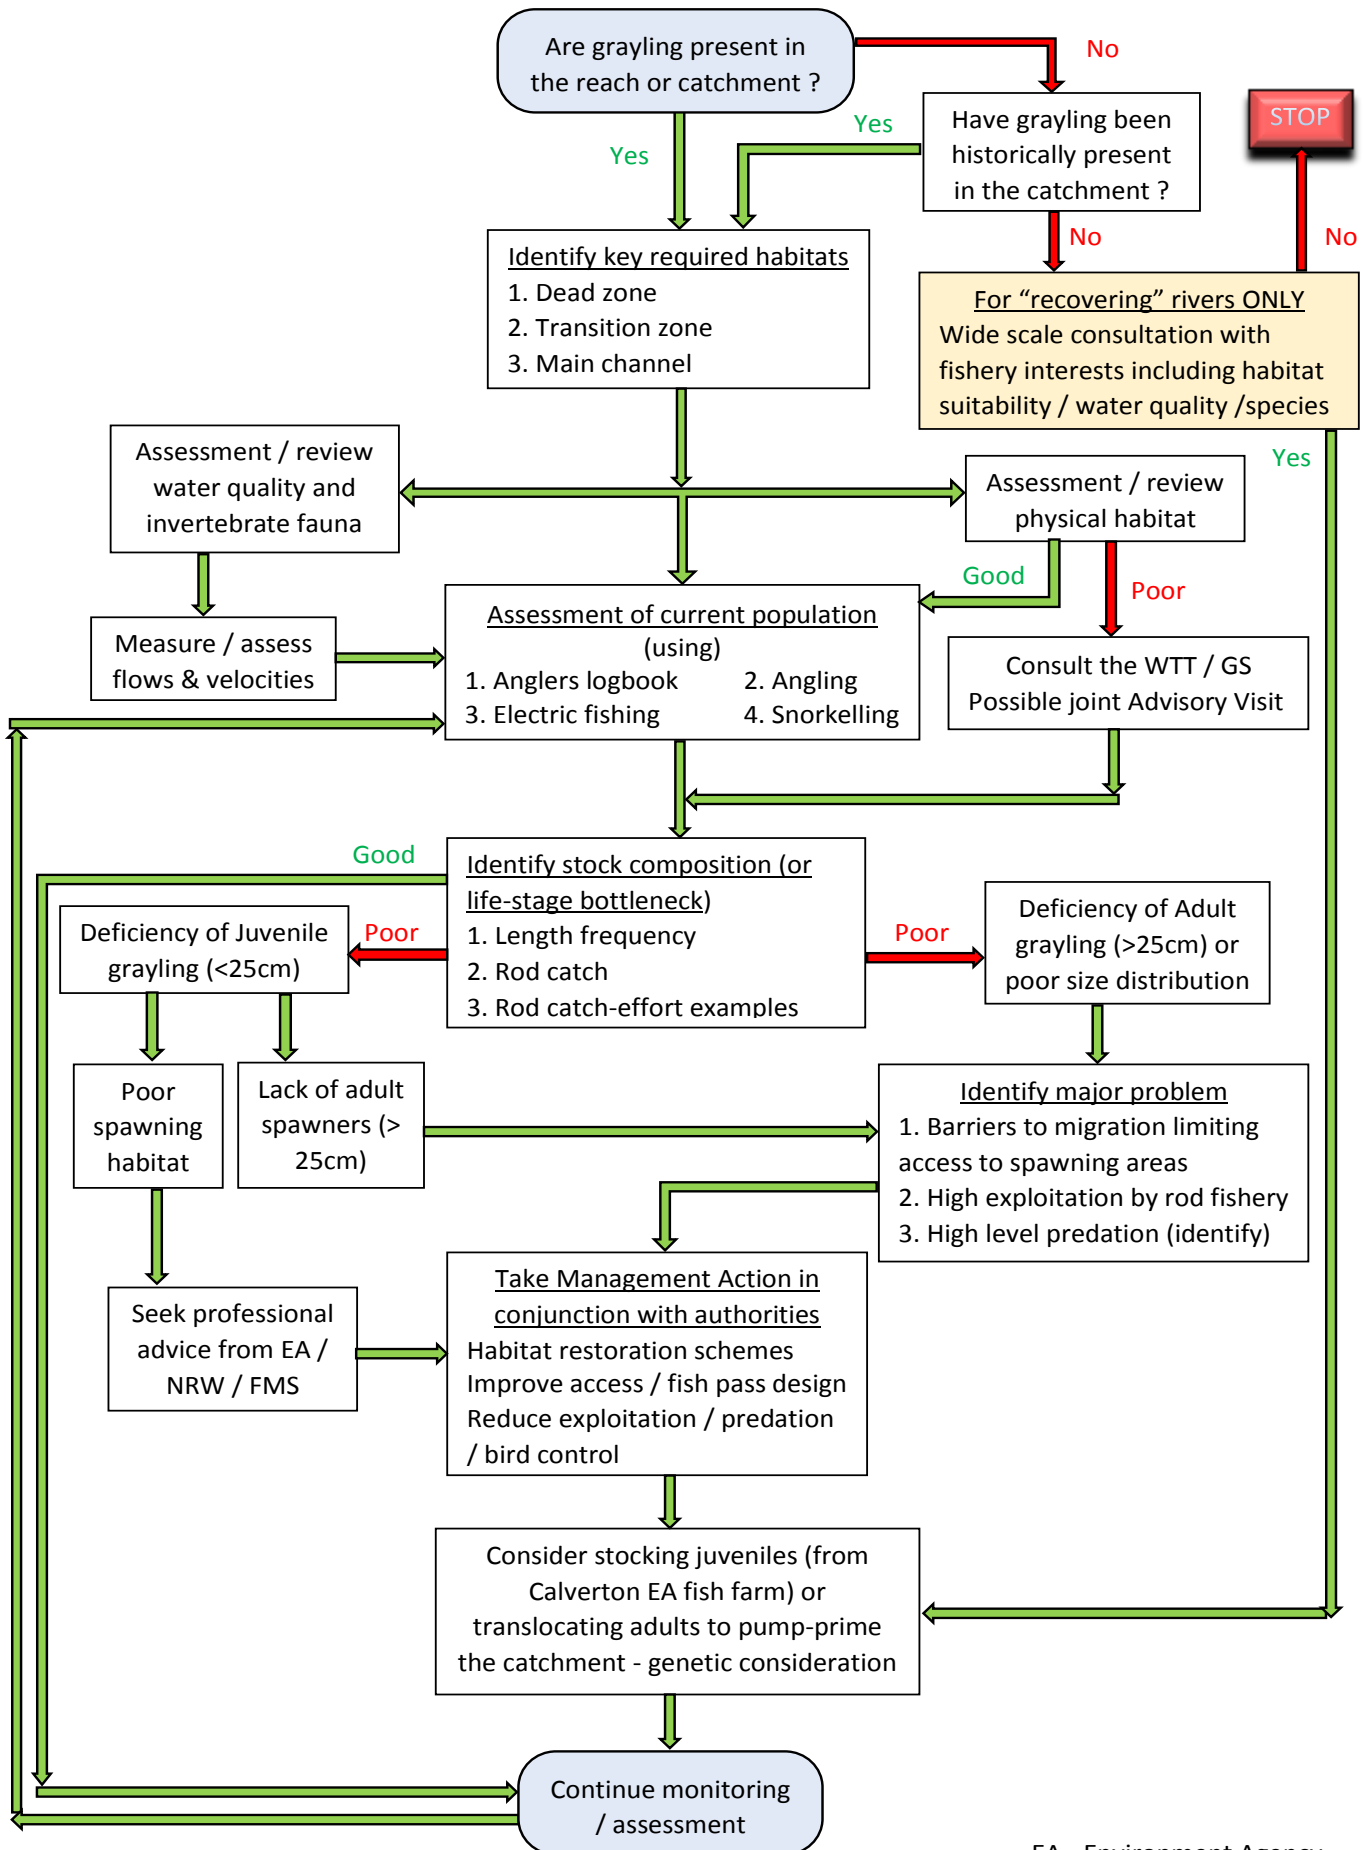 Are grayling present in
the reach or catchment ?
No
Yes
Yes
Have grayling been
historically present
in the catchment ?
STOP
No
No
Identify key required habitats
1. Dead zone
2. Transition zone
3. Main channel
For “recovering” rivers ONLY
Wide scale consultation with
fishery interests including habitat
suitability / water quality /species
Yes
Assessment / review
water quality and
invertebrate fauna
Assessment / review
physical habitat
Good
Poor
Measure / assess
flows & velocities
Assessment of current population
(using)
1. Anglers logbook 2. Angling
3. Electric fishing 4. Snorkelling
Consult the WTT / GS
Possible joint Advisory Visit
Good
Identify stock composition (or
life-stage bottleneck)
1. Length frequency
2. Rod catch
3. Rod catch-effort examples
Poor
Poor
Deficiency of Juvenile
grayling (<25cm)
Deficiency of Adult
grayling (>25cm) or
poor size distribution
Poor
spawning
habitat
Lack of adult
spawners (>
25cm)
Identify major problem
1. Barriers to migration limiting
access to spawning areas
2. High exploitation by rod fishery
3. High level predation (identify)
Seek professional
advice from EA /
NRW / FMS
Take Management Action in
conjunction with authorities
Habitat restoration schemes
Improve access / fish pass design
Reduce exploitation / predation
/ bird control
Consider stocking juveniles (from
Calverton EA fish farm) or
translocating adults to pump-prime
the catchment - genetic consideration
Continue monitoring
/ assessment
EA - Environment Agency